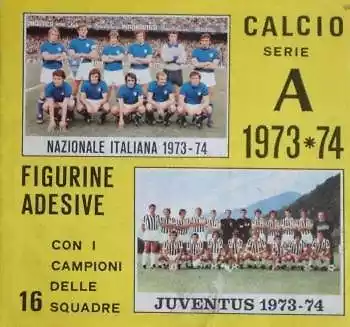 CALCIO
SERIE
A
1973*74
NAZIONALE ITALIANA 1973-74
FIGURINE
ADESIVE
CON I
CAMPIONI
DELLE
16 SQUADRE
JUVENTUS 1973-74